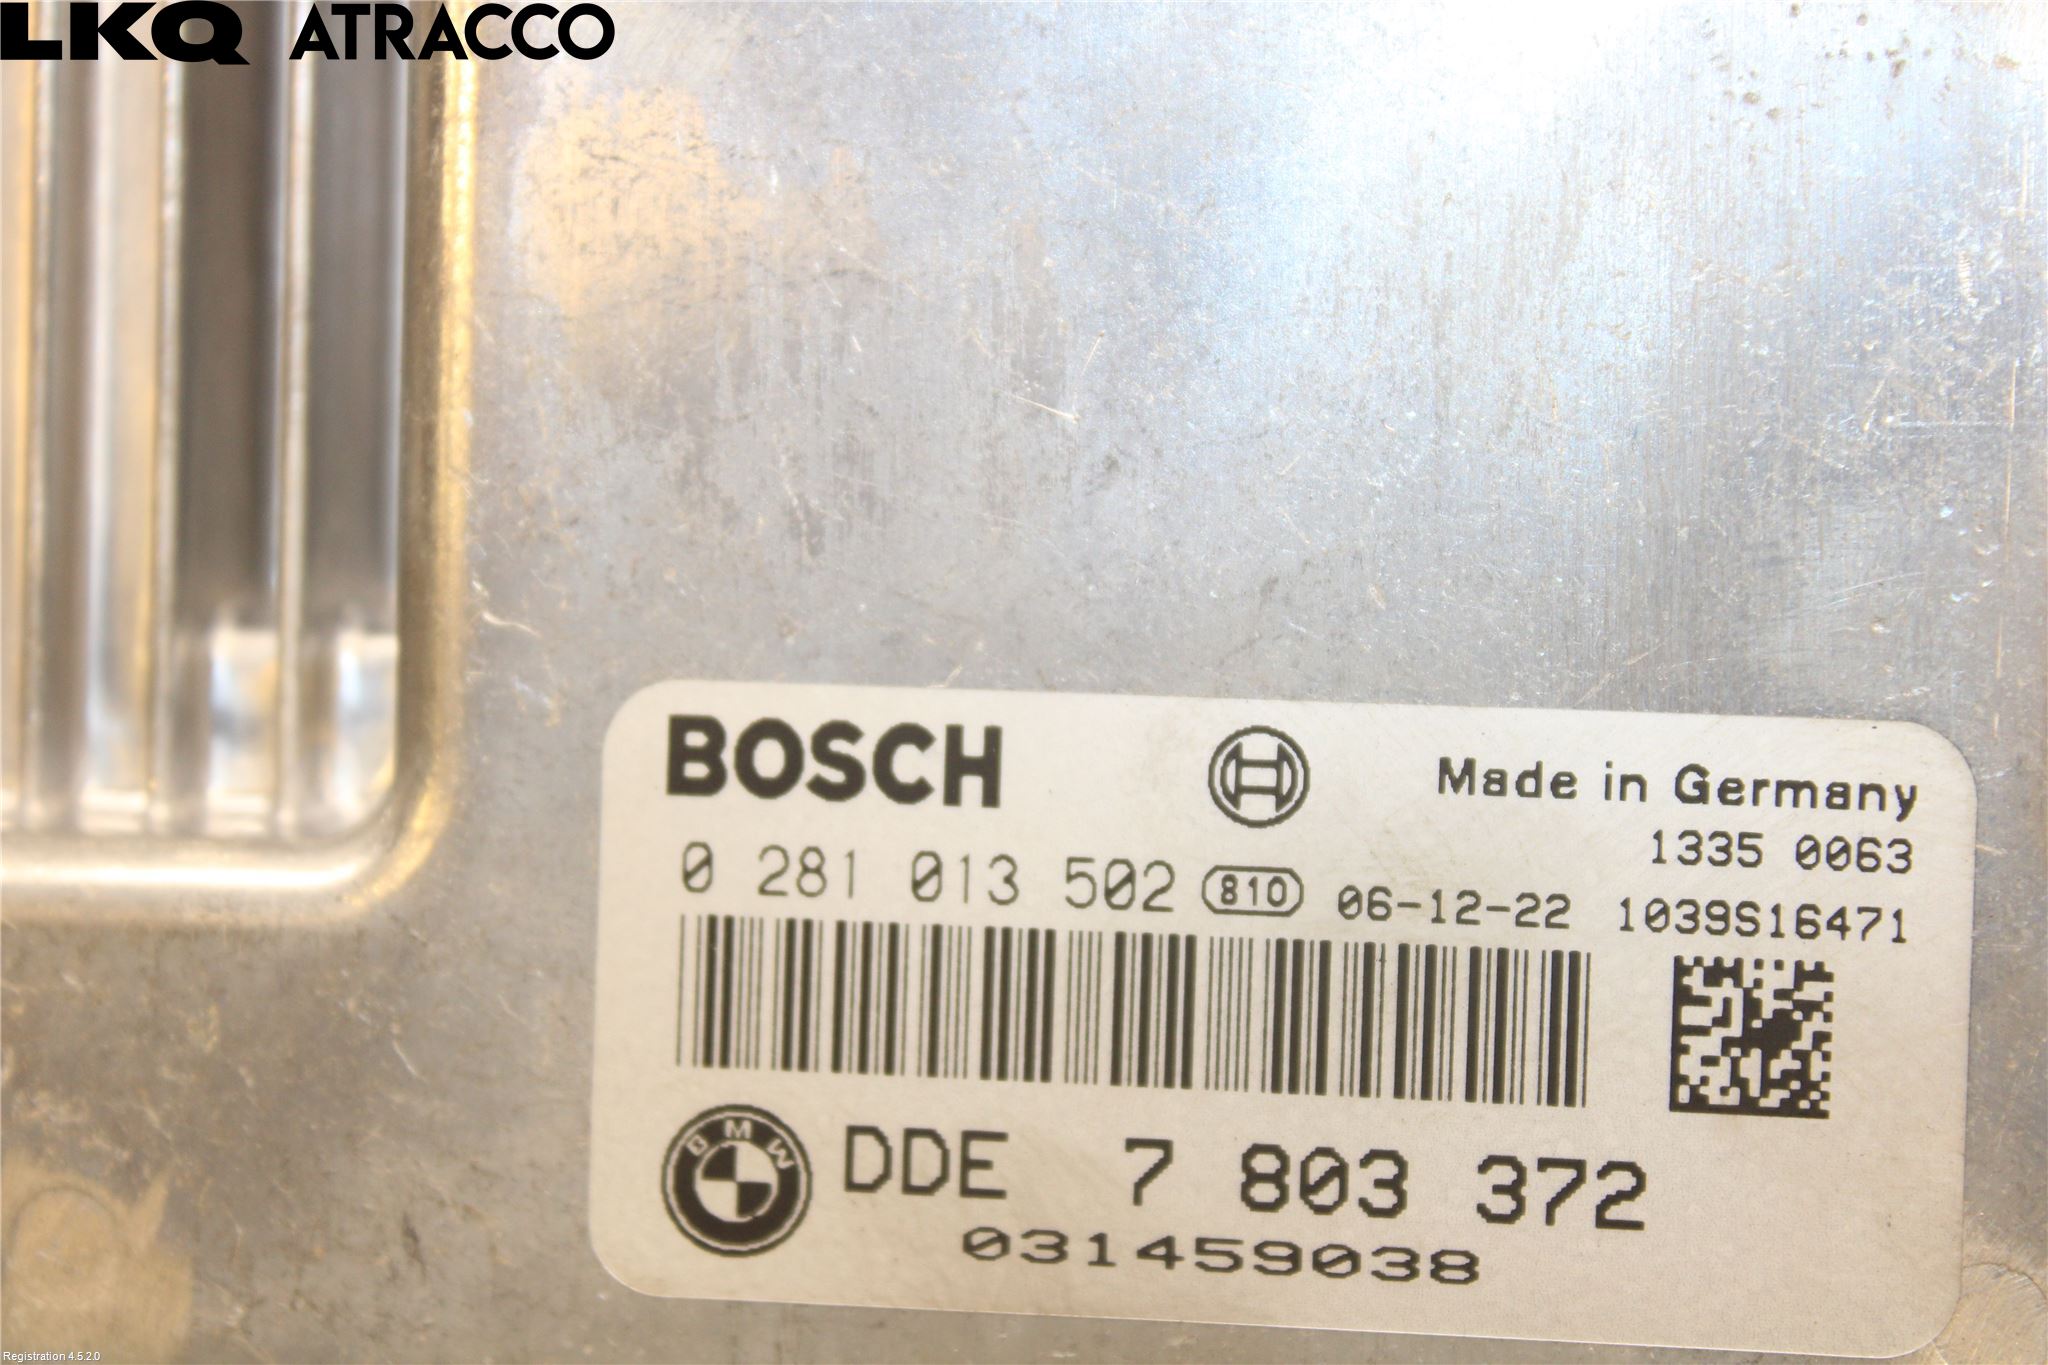 LKQ ATRACCO
BOSCH
Made in Germany
1335 0063
0 281 013 502 810 06-12-22 1039S16471
BMW
DDE 7 803 372
031459038
Registration 4.5.2.0